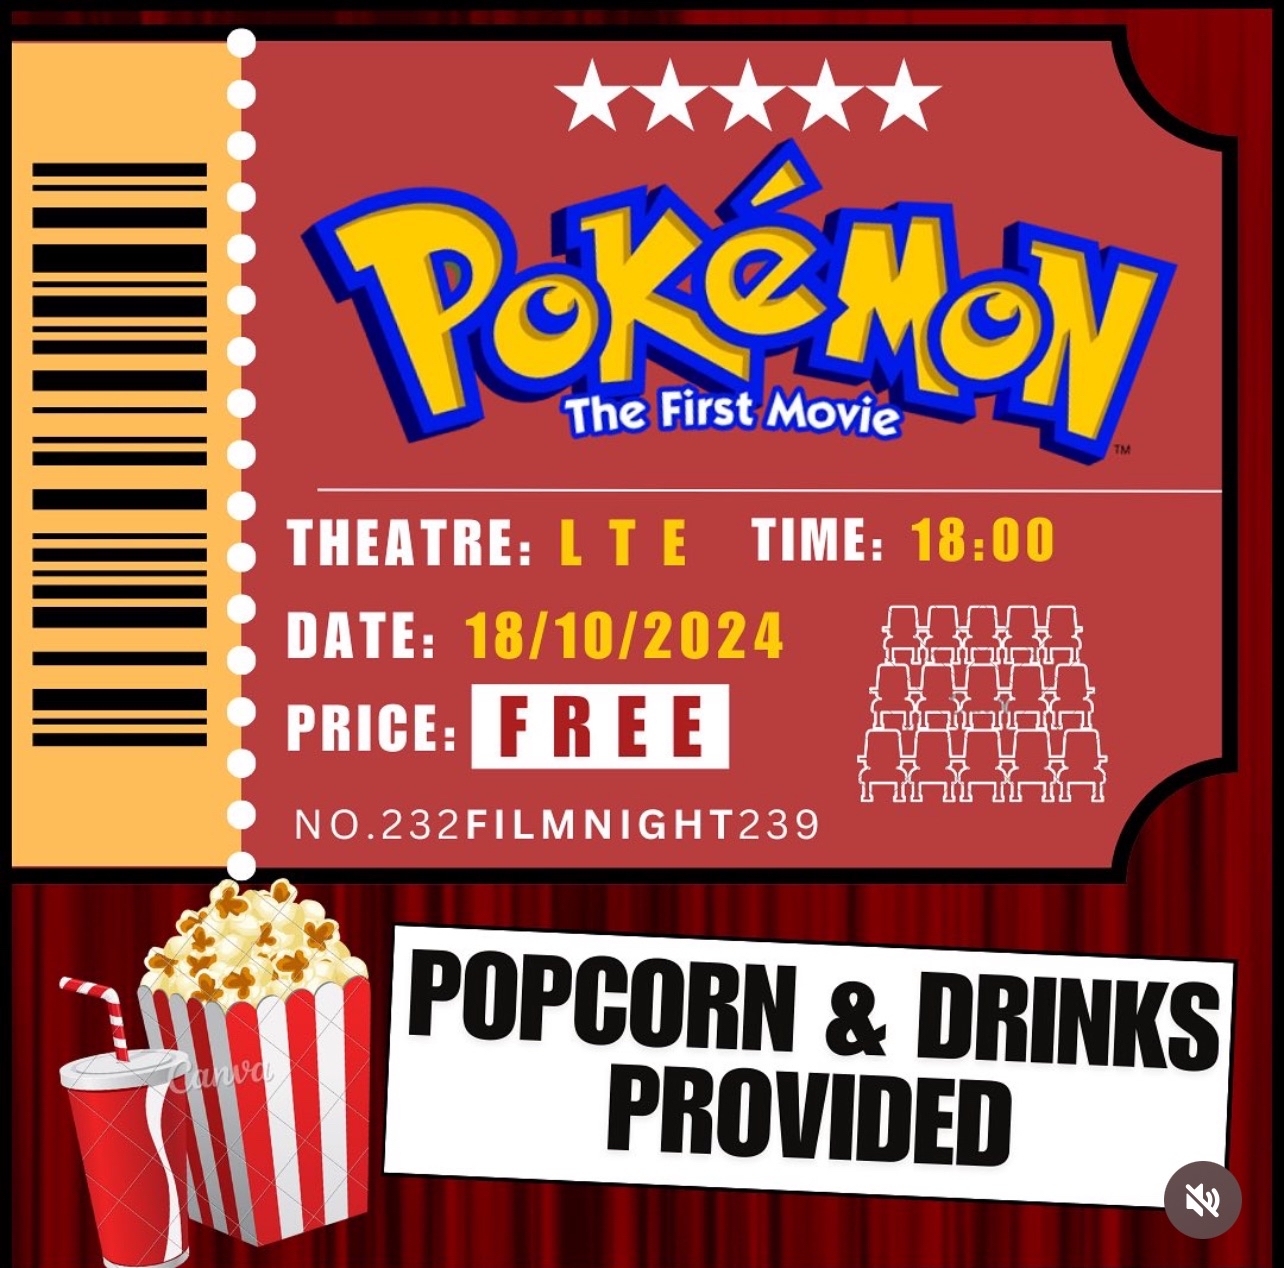 Pokémon
The First Movie
TM
THEATRE: L T E TIME: 18:00
DATE: 18/10/2024
PRICE: FREE
NO.232FILMNIGHT239
POPCORN & DRINKS
PROVIDED
Canva